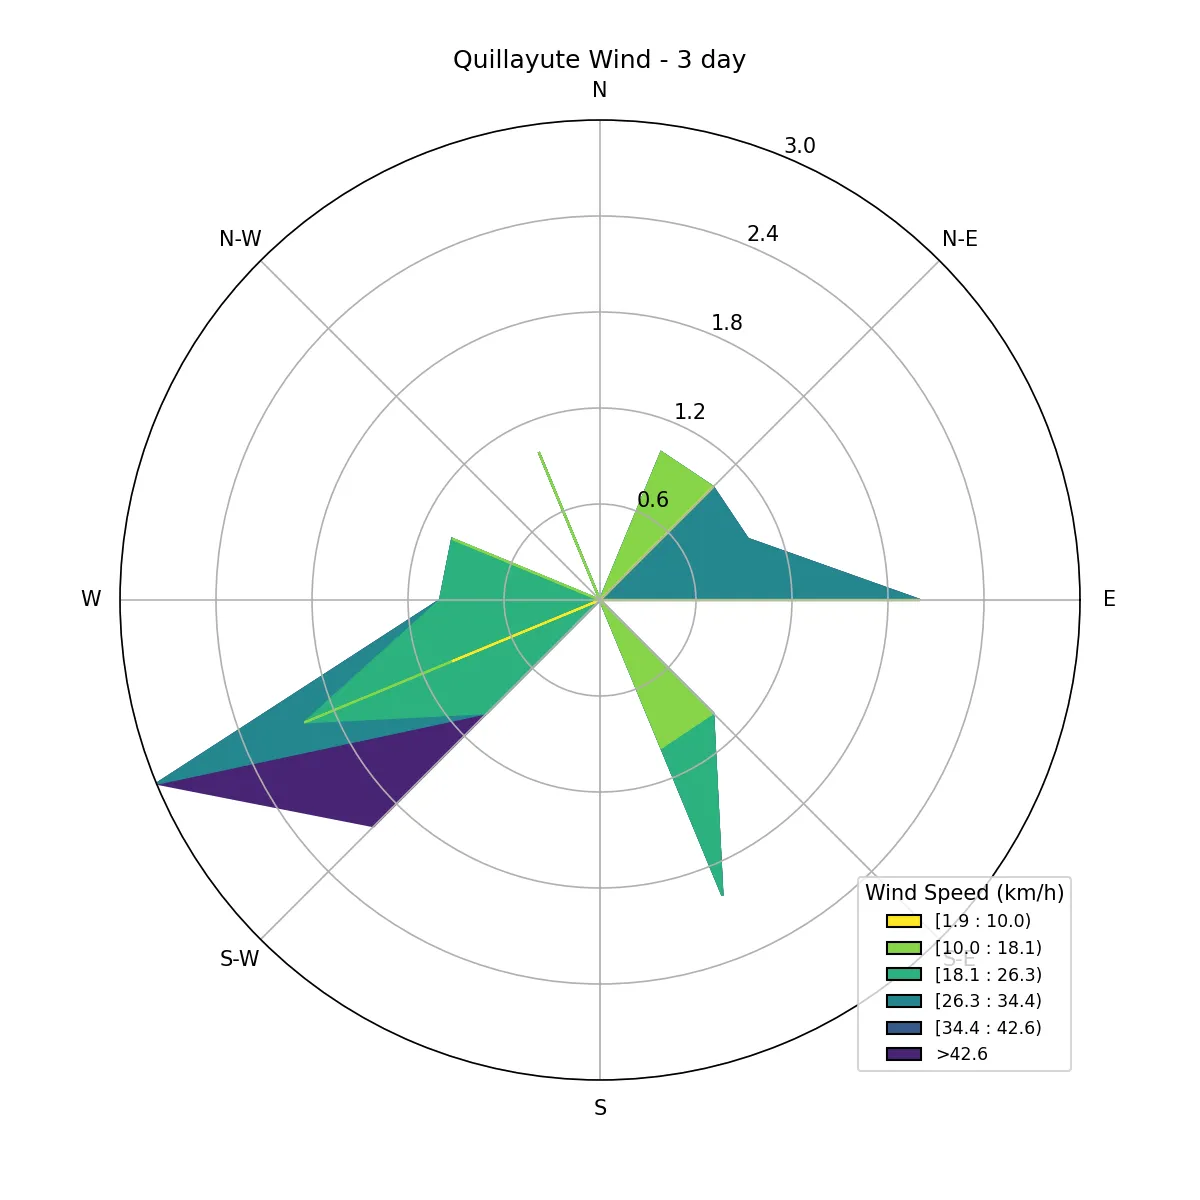 Quillayute Wind - 3 day
N
3.0
N-W
2.4
N-E
1.8
1.2
0.6
W
E
S-W
S-E
S
Wind Speed (km/h)
[1.9 : 10.0)
[10.0 : 18.1)
[18.1 : 26.3)
[26.3 : 34.4)
[34.4 : 42.6)
>42.6